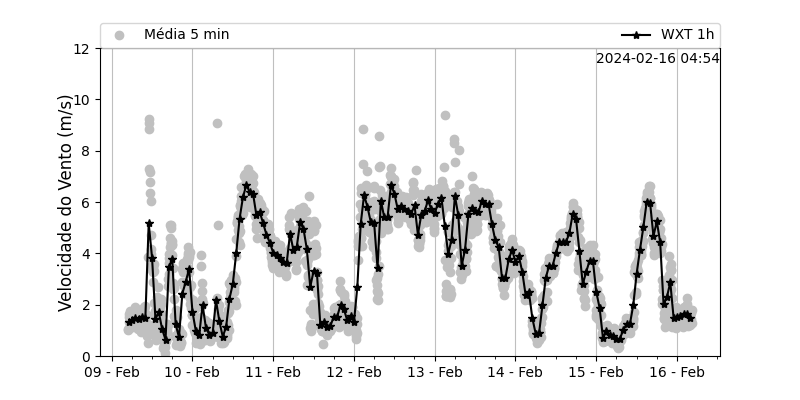 Média 5 min
WXT 1h
2024-02-16 04:54
Velocidade do Vento (m/s)
12
10
8
6
4
2
0
09 - Feb
10 - Feb
11 - Feb
12 - Feb
13 - Feb
14 - Feb
15 - Feb
16 - Feb